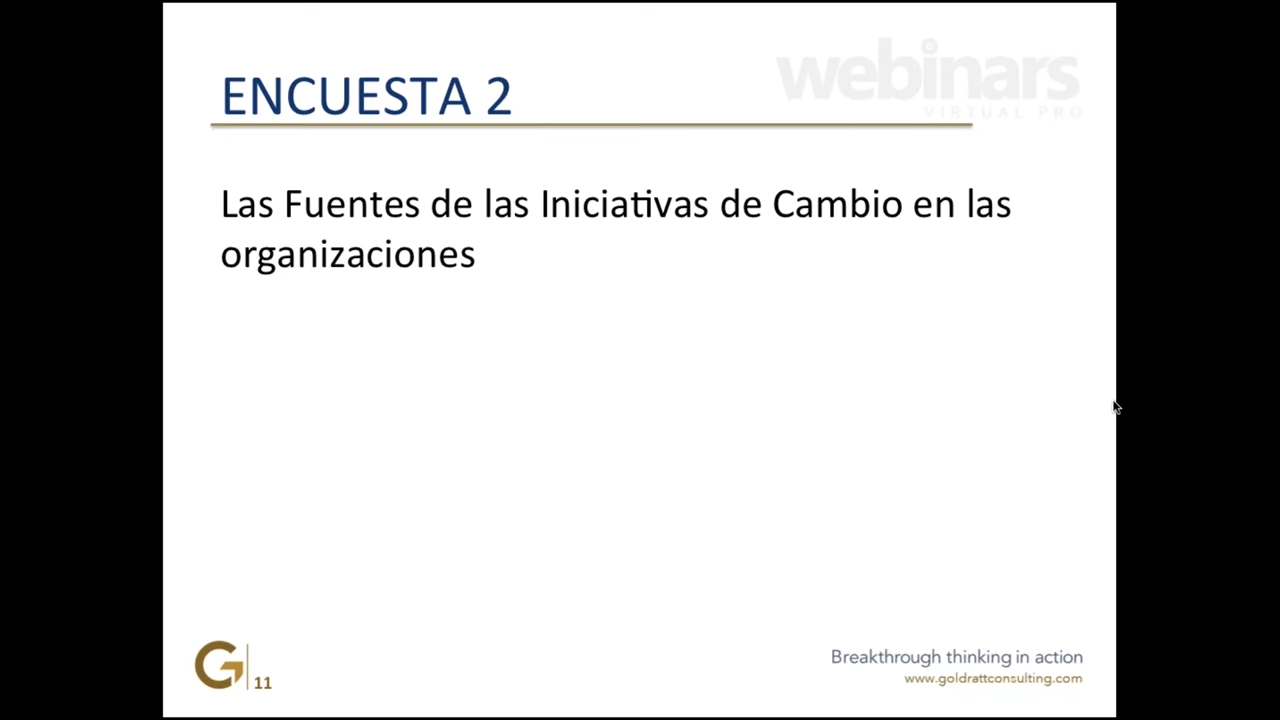 webinars
VIRTUAL PRO
ENCUESTA 2
Las Fuentes de las Iniciativas de Cambio en las
organizaciones
G
11
Breakthrough thinking in action
www.goldrattconsulting.com